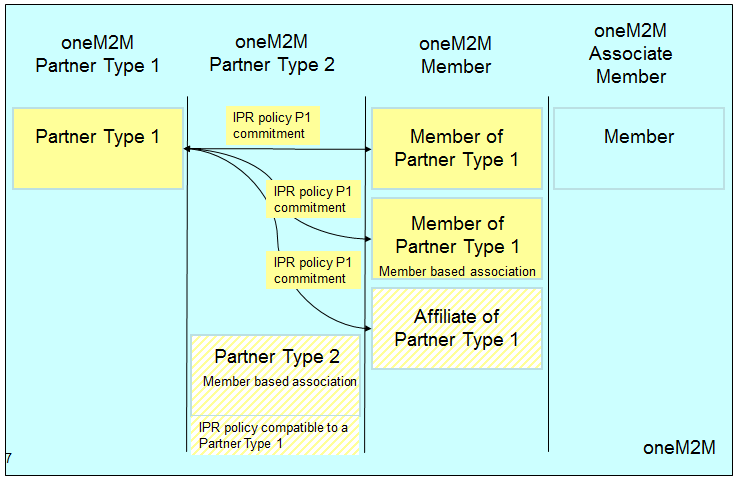 oneM2M
Partner Type 1
oneM2M
Partner Type 2
oneM2M
Member
oneM2M
Associate
Member
Partner Type 1
IPR policy P1
commitment
Member of
Partner Type 1
Member
IPR policy P1
commitment
Member of
Partner Type 1
Member based association
IPR policy P1
commitment
Affiliate of
Partner Type 1
Partner Type 2
Member based association
IPR policy compatible to a
Partner Type 1
oneM2M
7